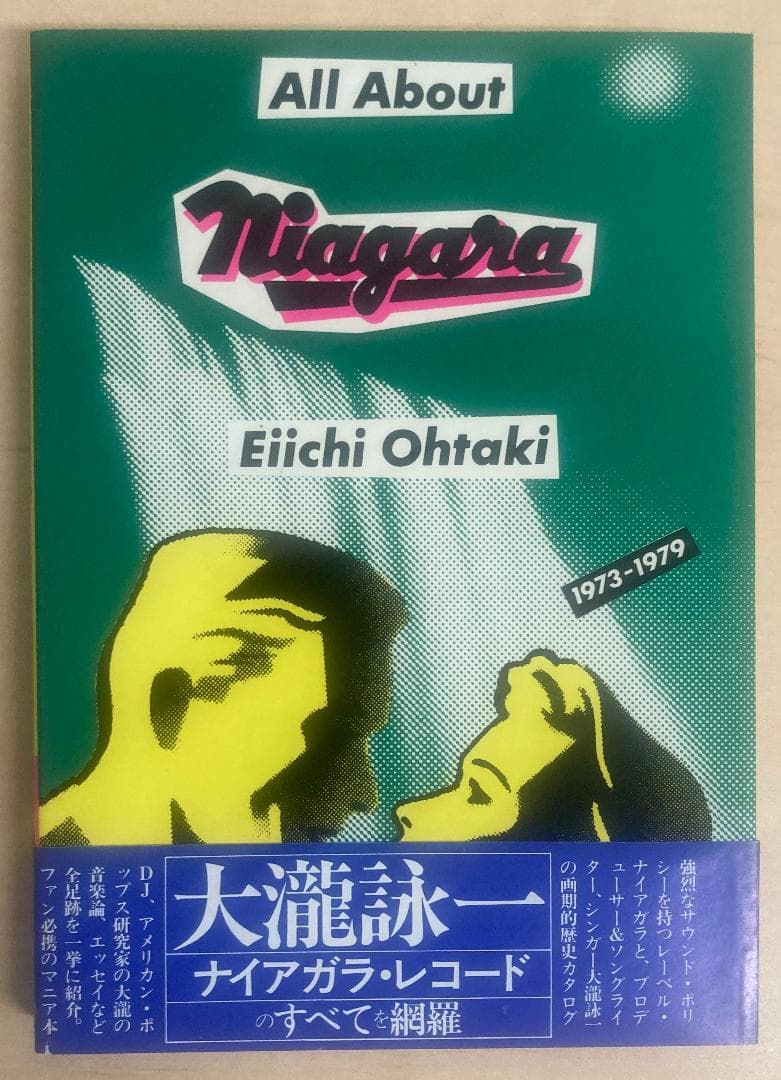 All About
Niagara
Eiichi Ohtaki
1973-1979
強烈なサウンド・ポリ
シーを持つレーベル・
ナイアガラと、プロデ
ューサー&ソングライ
ター、シンガー大瀧詠一
の画期的歴史カタログ
大瀧詠一
ナイアガラ・レコード
のすべてを網羅
DJ、アメリカン・ポ
ップス研究家の大瀧の
音楽論、エッセイなど
全足跡を一挙に紹介。
ファン必携のマニア本